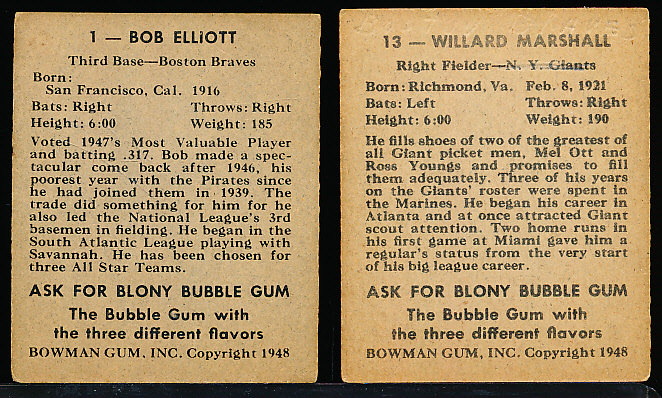 1 — BOB ELLIOTT
Third Base—Boston Braves
Born:
San Francisco, Cal. 1916
Bats: Right Throws: Right
Height: 6:00 Weight: 185
Voted 1947's Most Valuable Player
and batting .317. Bob made a spec-
tacular come back after 1946, his
poorest year with the Pirates since
he had joined them in 1939. The
trade did something for him for he
also led the National League's 3rd
basemen in fielding. He began in the
South Atlantic League playing with
Savannah. He has been chosen for
three All Star Teams.
ASK FOR BLONY BUBBLE GUM
The Bubble Gum with
the three different flavors
BOWMAN GUM, INC. Copyright 1948
13 — WILLARD MARSHALL
Right Fielder—N. Y. Giants
Born: Richmond, Va. Feb. 8, 1921
Bats: Left Throws: Right
Height: 6:00 Weight: 190
He fills shoes of two of the greatest of
all Giant picket men, Mel Ott and
Ross Youngs and promises to fill
them adequately. Three of his years
on the Giants' roster were spent in
the Marines. He began his career in
Atlanta and at once attracted Giant
scout attention. Two home runs in
his first game at Miami gave him a
regular's status from the very start
of his big league career.
ASK FOR BLONY BUBBLE GUM
The Bubble Gum with
the three different flavors
BOWMAN GUM, INC. Copyright 1948